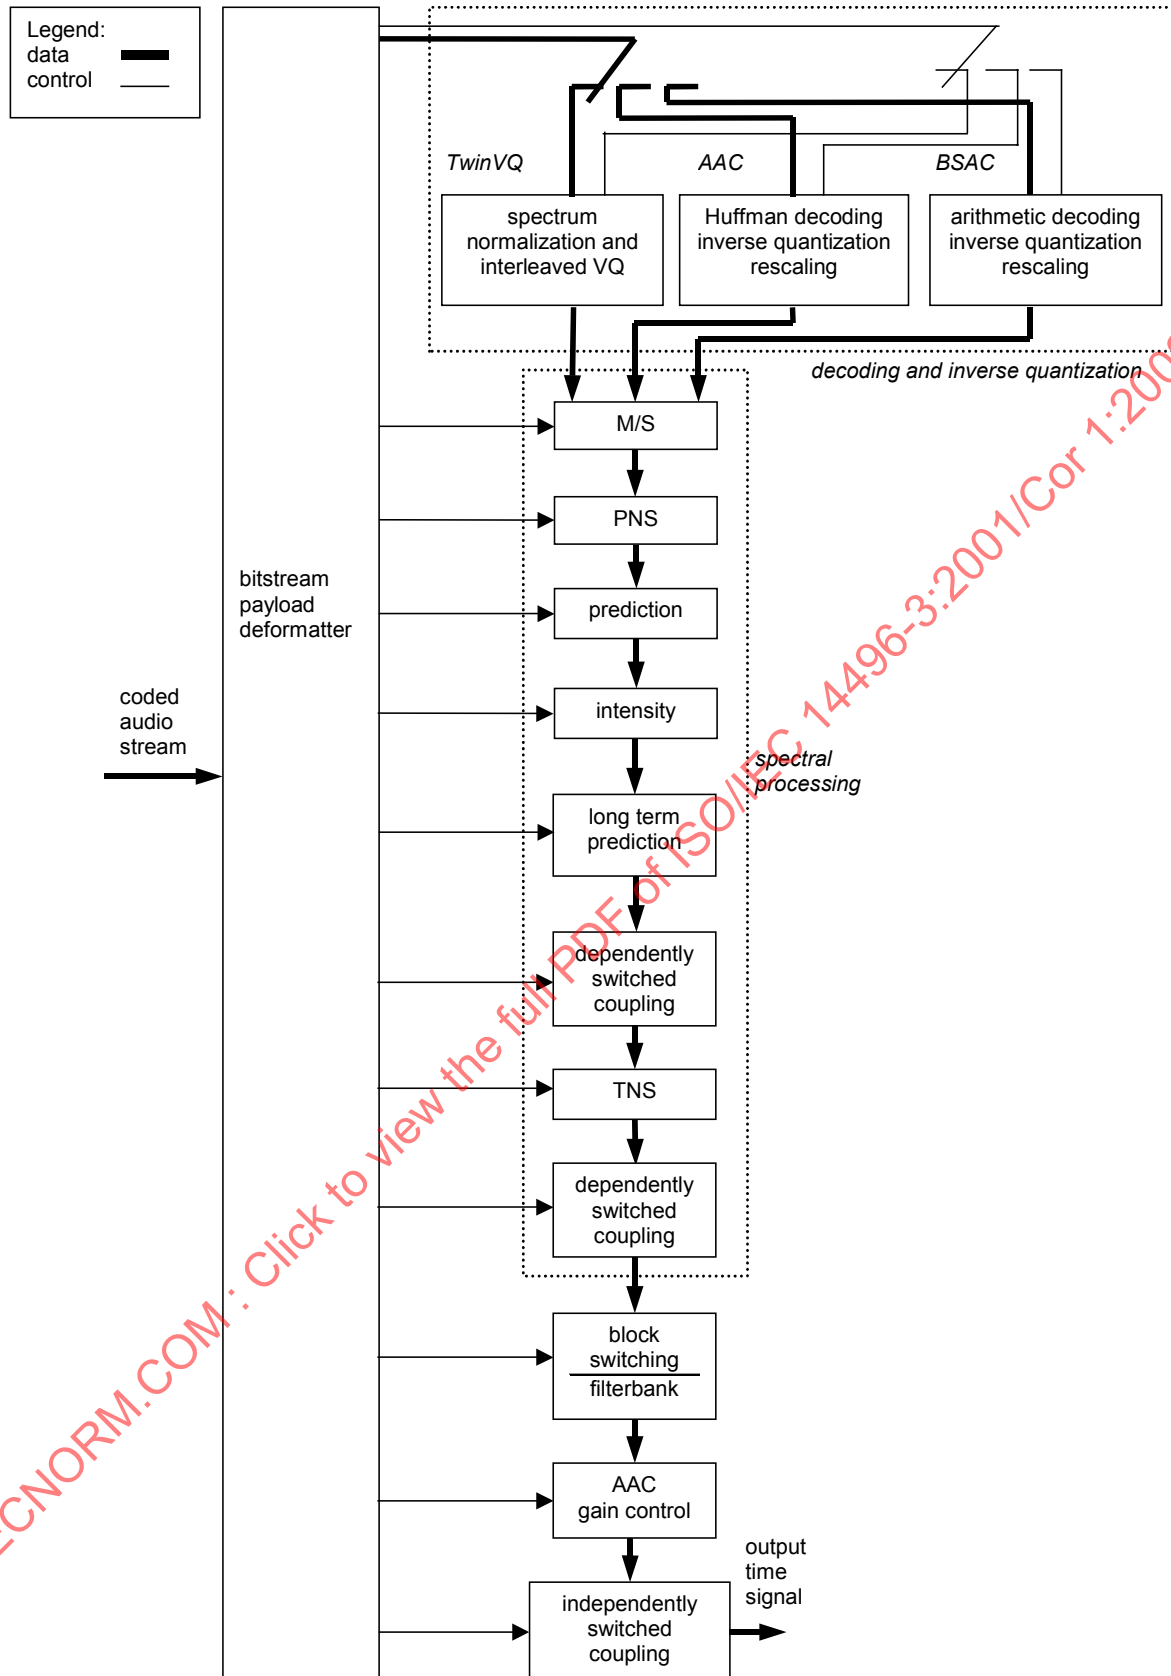 Legend:
data
control
TwinVQ
AAC
BSAC
spectrum
normalization and
interleaved VQ
Huffman decoding
inverse quantization
rescaling
arithmetic decoding
inverse quantization
rescaling
decoding and inverse quantization
M/S
PNS
prediction
intensity
long term
prediction
dependently
switched
coupling
TNS
dependently
switched
coupling
spectral
processing
bitstream
payload
deformatter
coded
audio
stream
block
switching
filterbank
AAC
gain control
independently
switched
coupling
output
time
signal
ECNORM.COM : Click to view the full PDF of ISO/IEC 14496-3:2001/Cor 1:200